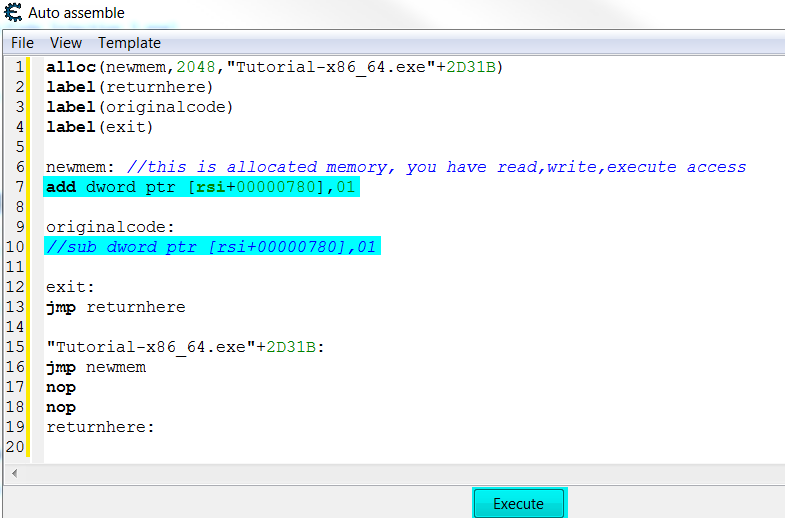 Auto assemble
File View Template
1 alloc(newmem,2048,"Tutorial-x86_64.exe"+2D31B)
2 label(returnhere)
3 label(originalcode)
4 label(exit)
5
6 newmem: //this is allocated memory, you have read,write,execute access
7 add dword ptr [rsi+00000780],01
8
9 originalcode:
10 //sub dword ptr [rsi+00000780],01
11
12 exit:
13 jmp returnhere
14
15 "Tutorial-x86_64.exe"+2D31B:
16 jmp newmem
17 nop
18 nop
19 returnhere:
20
Execute